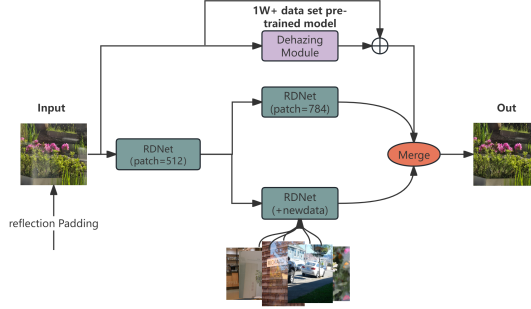 1W+ data set pre-
trained model
Dehazing
Module
Input
RDNet
(patch=784)
Out
RDNet
(patch=512)
Merge
RDNet
(+newdata)
reflection Padding